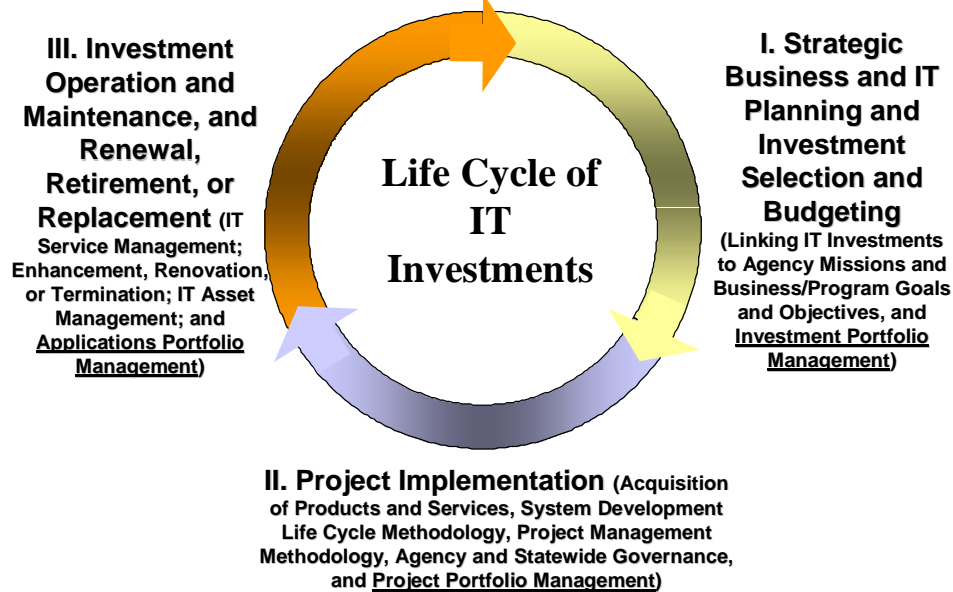 Life Cycle of
IT
Investments
I. Strategic
Business and IT
Planning and
Investment
Selection and
Budgeting
(Linking IT Investments
to Agency Missions and
Business/Program Goals
and Objectives, and
Investment Portfolio
Management)
II. Project Implementation (Acquisition
of Products and Services, System Development
Life Cycle Methodology, Project Management
Methodology, Agency and Statewide Governance,
and Project Portfolio Management)
III. Investment
Operation and
Maintenance, and
Renewal,
Retirement, or
Replacement (IT
Service Management;
Enhancement, Renovation,
or Termination; IT Asset
Management; and
Applications Portfolio
Management)